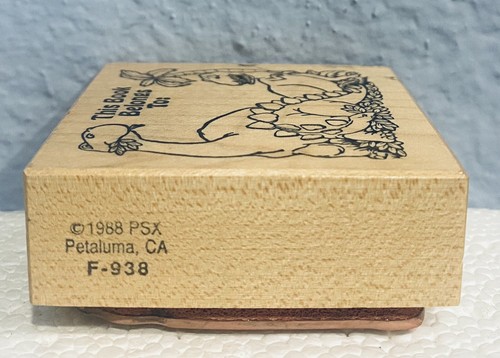 This Book
Belongs
To:
©1988 PSX
Petaluma, CA
F-938